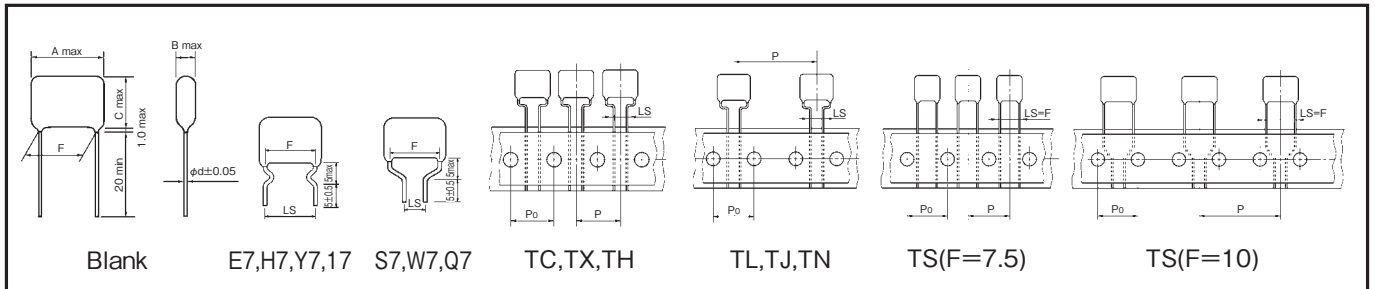 A max
B max
C max
1.0 max
F
20 min
φd±0.05
Blank
F
5max
5±0.5
LS
E7,H7,Y7,17
F
5max
5±0.5
LS
S7,W7,Q7
LS
P0
P
TC,TX,TH
P
LS
P0
TL,TJ,TN
LS=F
P0
P
TS(F=7.5)
LS=F
P0
P
TS(F=10)